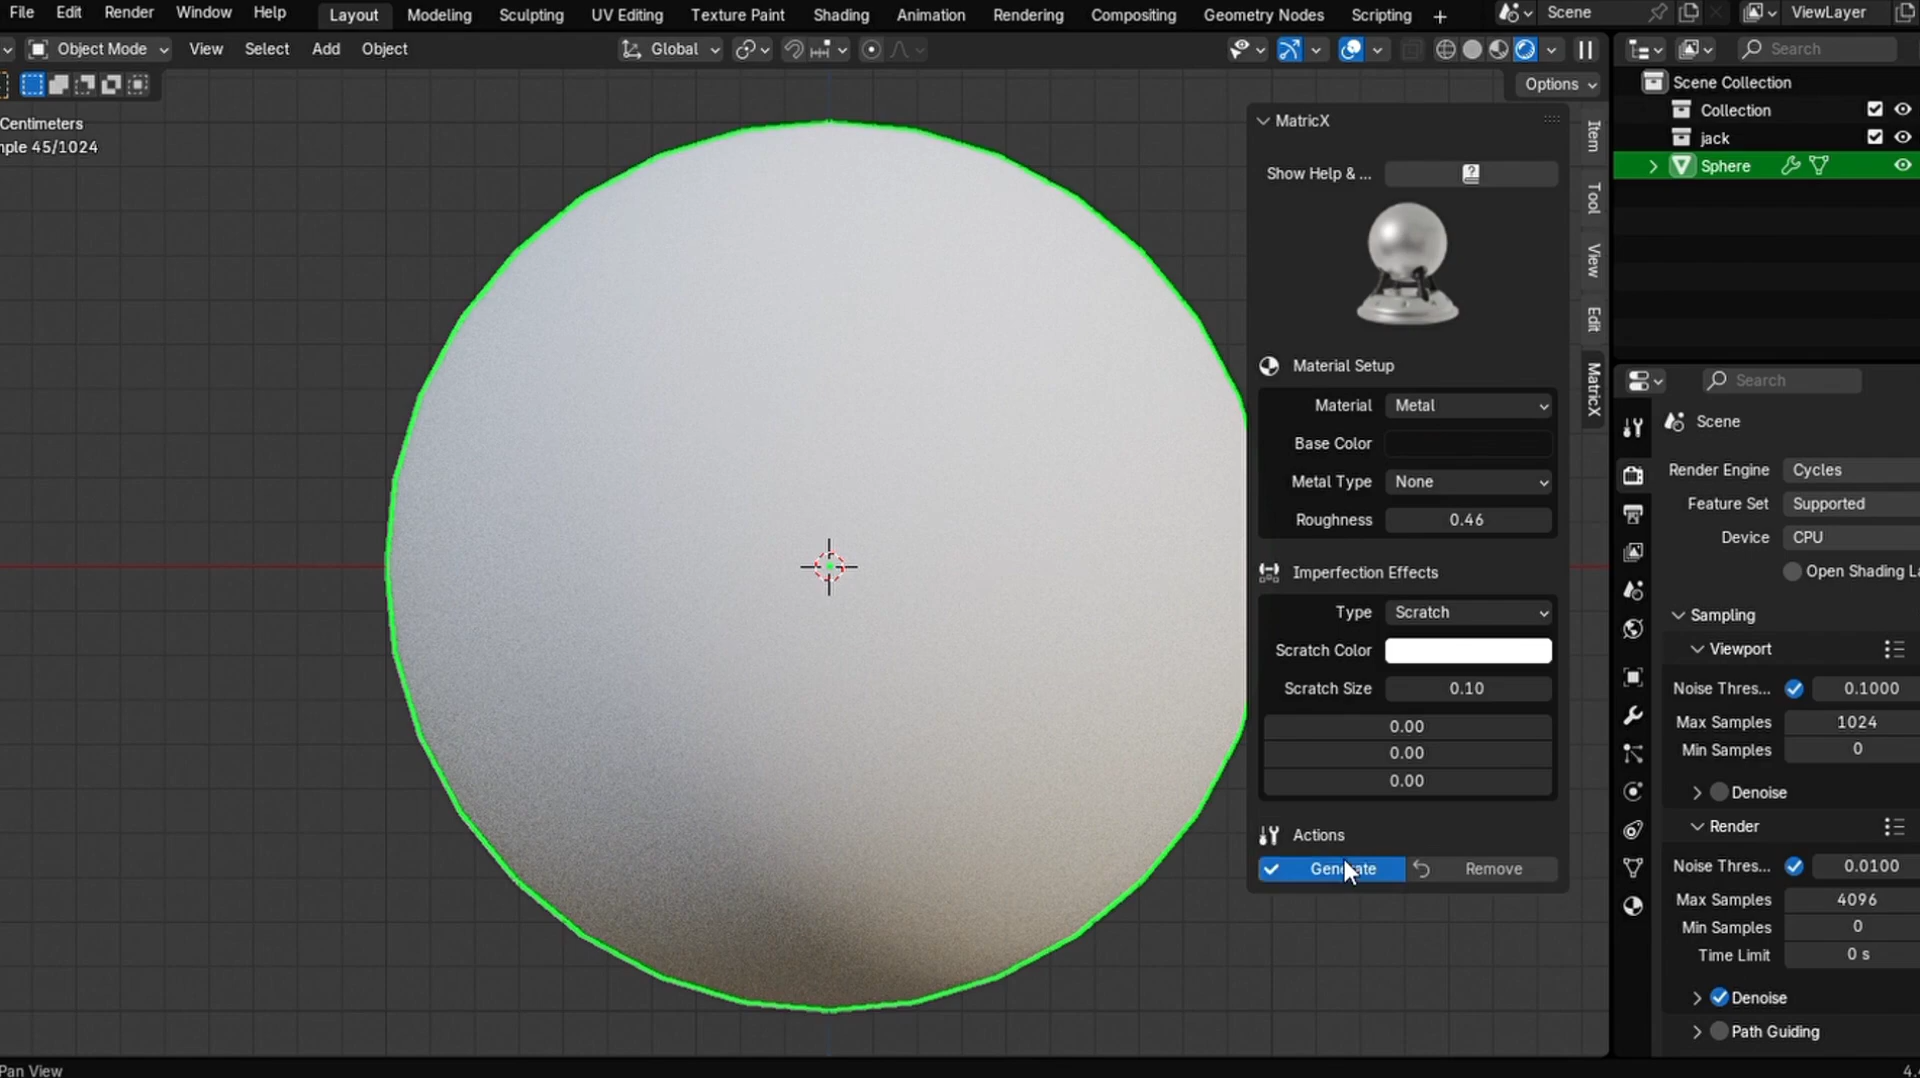 File Edit Render Window Help Layout Modeling Sculpting UV Editing Texture Paint Shading Animation Rendering Compositing Geometry Nodes Scripting + Scene ViewLayer
Object Mode View Select Add Object Global Search
Options
Centimeters
mple 45/1024
MatricX
Show Help & ...
Material Setup
Material Metal
Base Color
Metal Type None
Roughness 0.46
Imperfection Effects
Type Scratch
Scratch Color
Scratch Size 0.10
0.00
0.00
0.00
Actions
Generate Remove
Item
Tool
View
Edit
MatricX
Scene Collection
Collection
jack
Sphere
Search
Scene
Render Engine Cycles
Feature Set Supported
Device CPU
Open Shading La
Sampling
Viewport
Noise Thres... 0.1000
Max Samples 1024
Min Samples 0
Denoise
Render
Noise Thres... 0.0100
Max Samples 4096
Min Samples 0
Time Limit 0 s
Denoise
Path Guiding
Pan View
4.